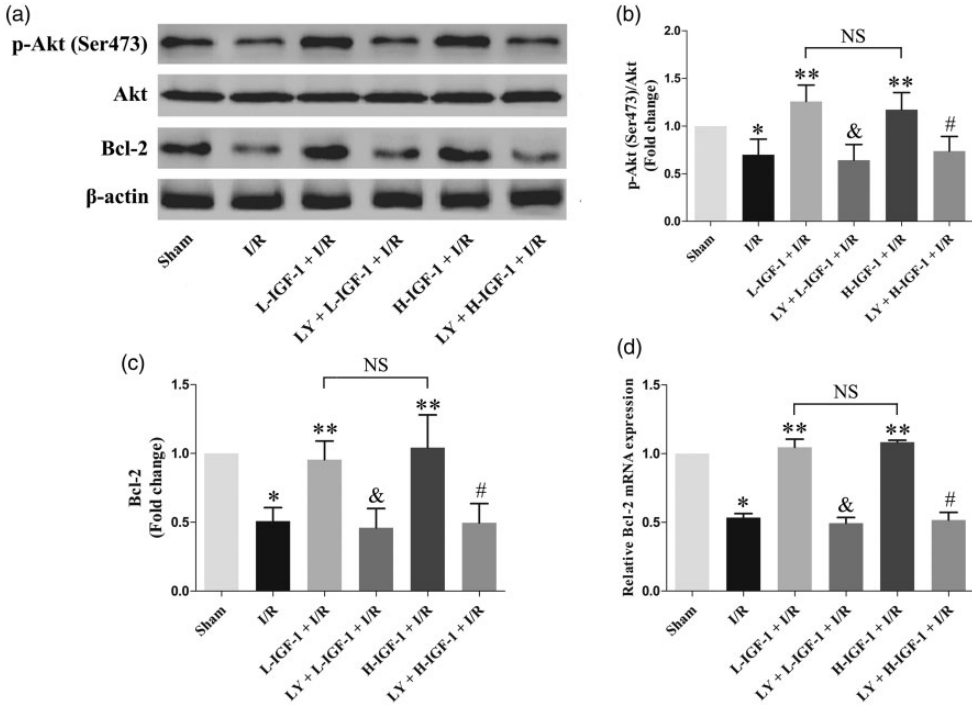 (a)
p-Akt (Ser473)
Akt
Bcl-2
β-actin
Sham
I/R
L-IGF-1 + I/R
LY + L-IGF-1 + I/R
H-IGF-1 + I/R
LY + H-IGF-1 + I/R
(b)
p-Akt (Ser473)/Akt
(Fold change)
2.0
1.5
1.0
0.5
0.0
NS
*
**
&
**
#
Sham
I/R
L-IGF-1 + I/R
LY + L-IGF-1 + I/R
H-IGF-1 + I/R
LY + H-IGF-1 + I/R
(c)
Bcl-2
(Fold change)
1.5
1.0
0.5
0.0
NS
*
**
&
**
#
Sham
I/R
L-IGF-1 + I/R
LY + L-IGF-1 + I/R
H-IGF-1 + I/R
LY + H-IGF-1 + I/R
(d)
Relative Bcl-2 mRNA expression
1.5
1.0
0.5
0.0
NS
*
**
&
**
#
Sham
I/R
L-IGF-1 + I/R
LY + L-IGF-1 + I/R
H-IGF-1 + I/R
LY + H-IGF-1 + I/R